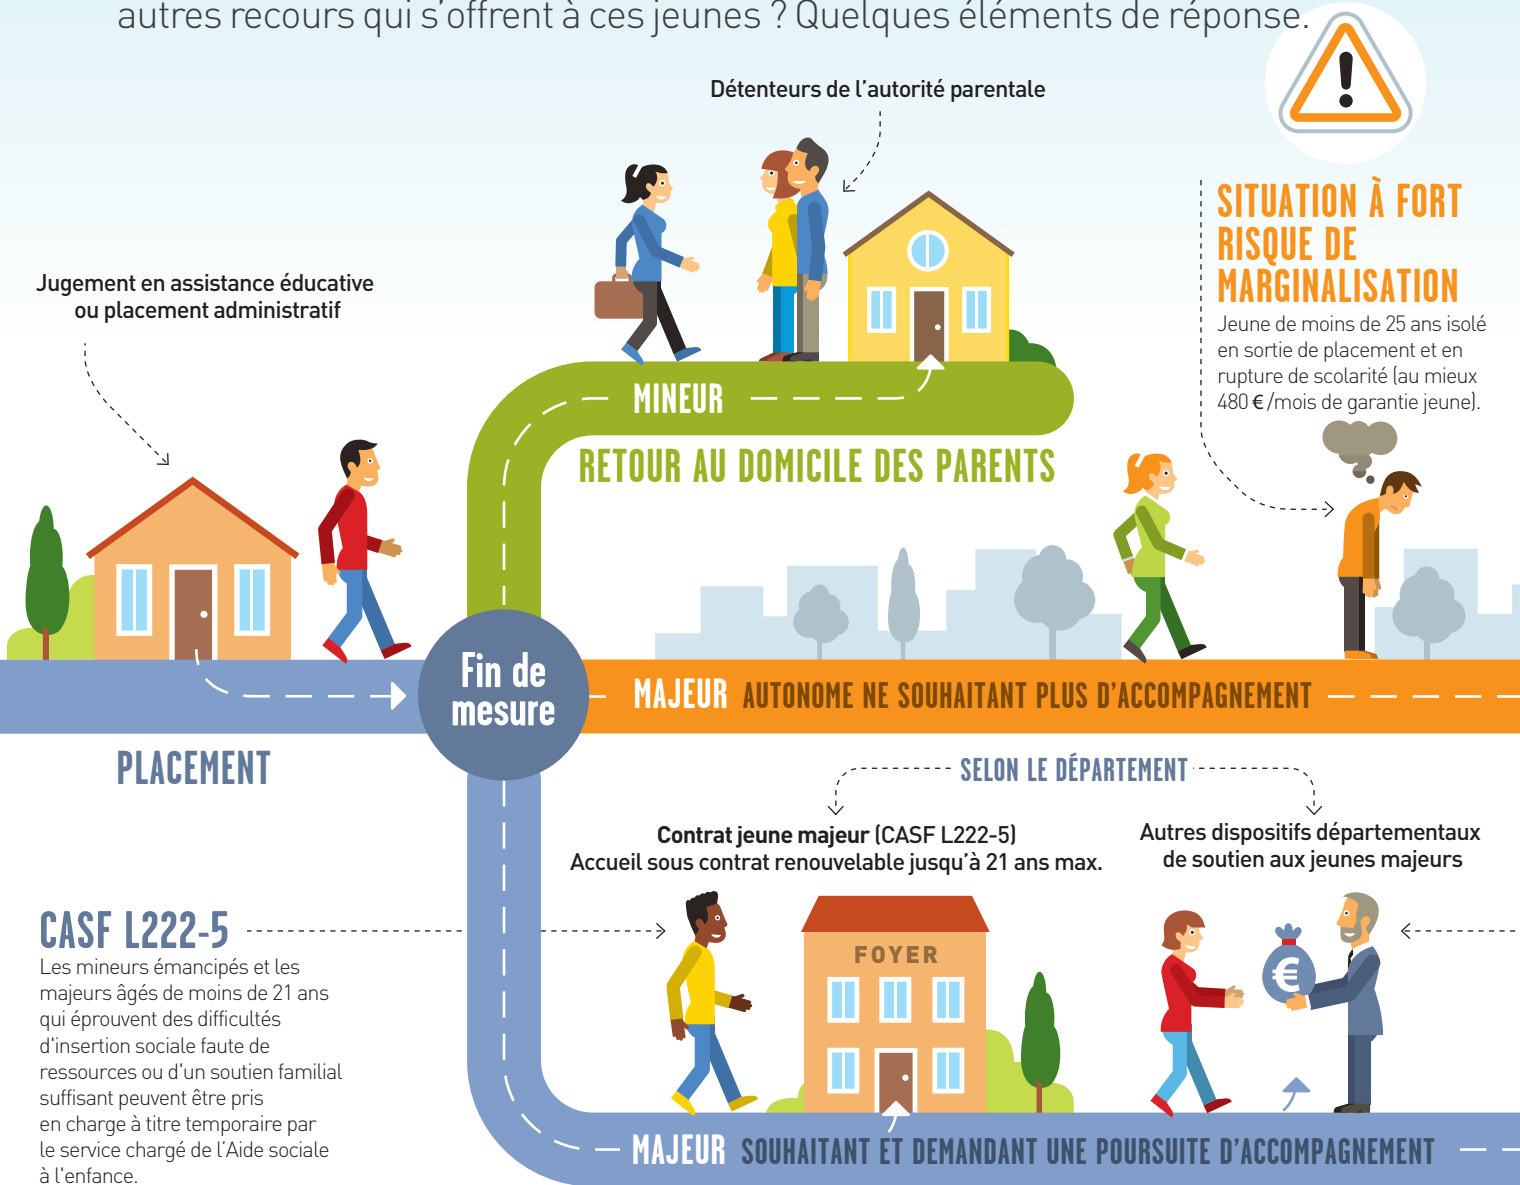 autres recours qui s’offrent à ces jeunes ? Quelques éléments de réponse.
Détenteurs de l’autorité parentale
Jugement en assistance éducative
ou placement administratif
SITUATION À FORT
RISQUE DE
MARGINALISATION
Jeune de moins de 25 ans isolé
en sortie de placement et en
rupture de scolarité (au mieux
480 €/mois de garantie jeune).
MINEUR
RETOUR AU DOMICILE DES PARENTS
Fin de
mesure
MAJEUR AUTONOME NE SOUHAITANT PLUS D’ACCOMPAGNEMENT
PLACEMENT
SELON LE DÉPARTEMENT
Contrat jeune majeur (CASF L222-5)
Accueil sous contrat renouvelable jusqu’à 21 ans max.
Autres dispositifs départementaux
de soutien aux jeunes majeurs
CASF L222-5
Les mineurs émancipés et les
majeurs âgés de moins de 21 ans
qui éprouvent des difficultés
d'insertion sociale faute de
ressources ou d'un soutien familial
suffisant peuvent être pris
en charge à titre temporaire par
le service chargé de l’Aide sociale
à l'enfance.
FOYER
€
MAJEUR SOUHAITANT ET DEMANDANT UNE POURSUITE D’ACCOMPAGNEMENT